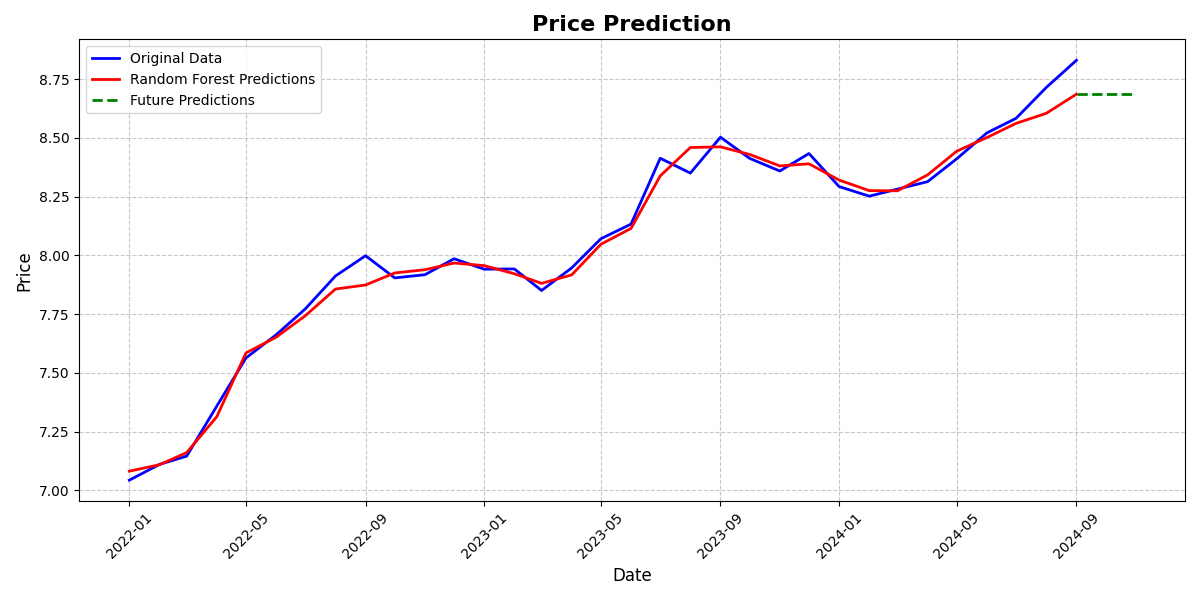 Price Prediction
Original Data
Random Forest Predictions
Future Predictions
Price
8.75
8.50
8.25
8.00
7.75
7.50
7.25
7.00
2022-01
2022-05
2022-09
2023-01
2023-05
2023-09
2024-01
2024-05
2024-09
Date